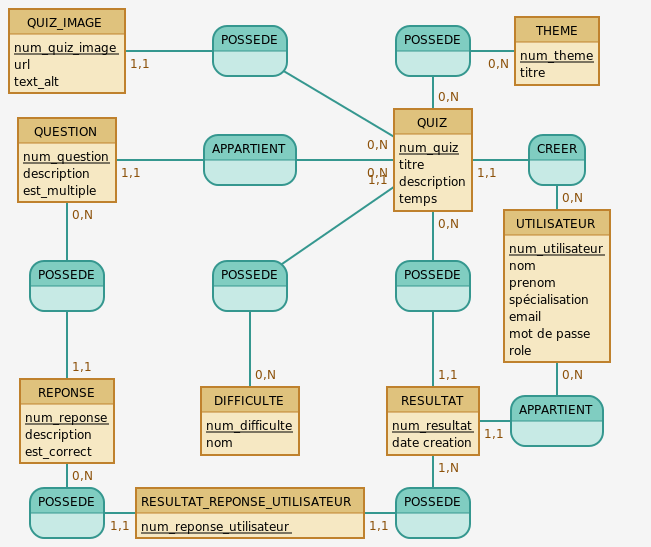 QUIZ_IMAGE
num_quiz_image
url
text_alt
1,1
POSSEDE
POSSEDE
0,N
THEME
num_theme
titre
0,N
QUESTION
num_question
description
est_multiple
1,1
APPARTIENT
0,N
0,N
1,1
QUIZ
num_quiz
titre
description
temps
1,1
CREER
0,N
0,N
0,N
UTILISATEUR
num_utilisateur
nom
prenom
spécialisation
email
mot de passe
role
POSSEDE
POSSEDE
POSSEDE
1,1
0,N
1,1
0,N
REPONSE
num_reponse
description
est_correct
DIFFICULTE
num_difficulte
nom
RESULTAT
num_resultat
date creation
1,1
APPARTIENT
0,N
1,N
POSSEDE
1,1
RESULTAT_REPONSE_UTILISATEUR
num_reponse_utilisateur
1,1
POSSEDE